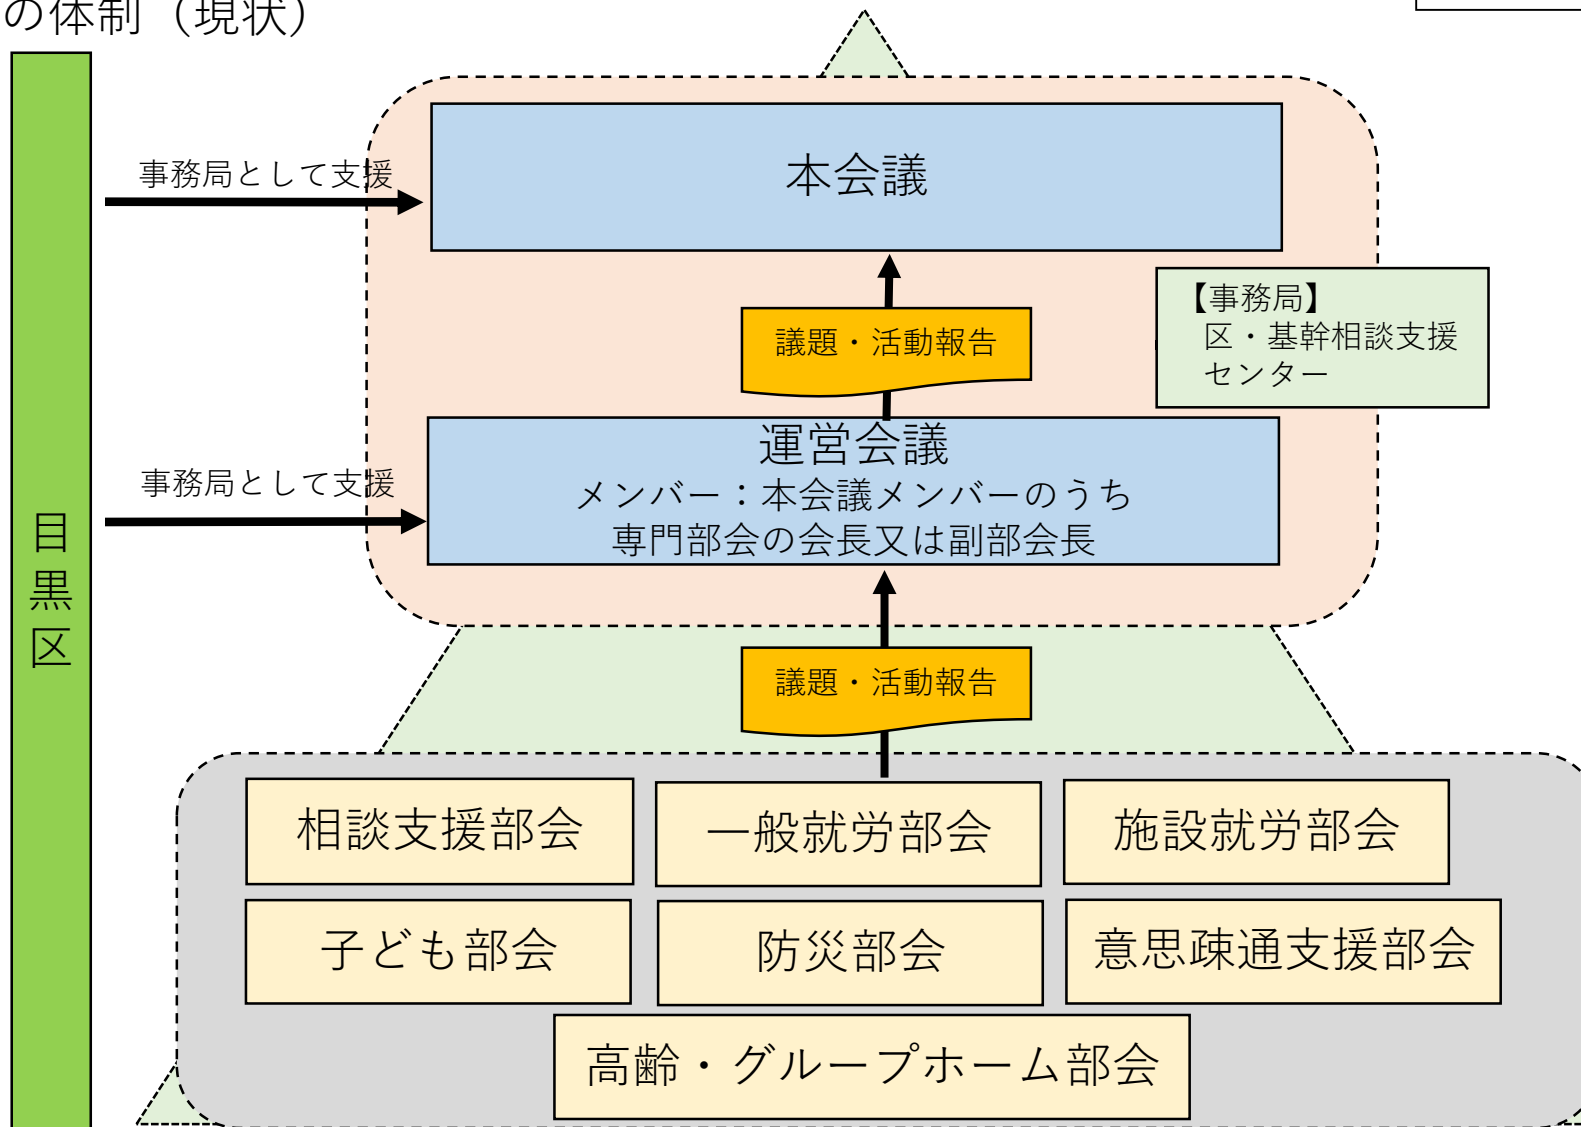 の体制（現状）
事務局として支援
本会議
【事務局】
区・基幹相談支援
センター
議題・活動報告
運営会議
メンバー：本会議メンバーのうち
専門部会の会長又は副部会長
事務局として支援
目黒区
議題・活動報告
相談支援部会
一般就労部会
施設就労部会
子ども部会
防災部会
意思疎通支援部会
高齢・グループホーム部会